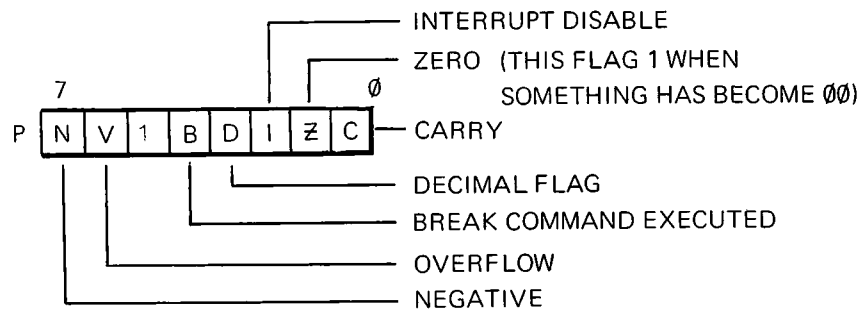 INTERRUPT DISABLE
ZERO (THIS FLAG 1 WHEN
SOMETHING HAS BECOME ØØ)
7 Ø
P N V 1 B D I Z C CARRY
DECIMAL FLAG
BREAK COMMAND EXECUTED
OVERFLOW
NEGATIVE